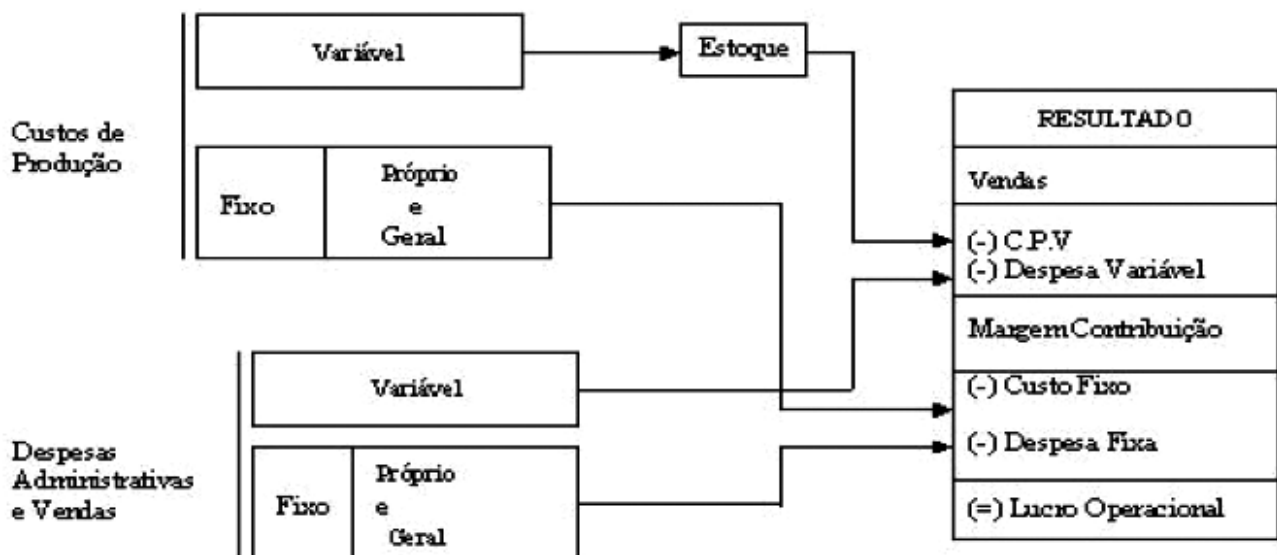 Variável
Estoque
Custos de
Produção
Fixo
Próprio
e
Geral
Despesas
Administrativas
e Vendas
Variável
Fixo
Próprio
e
Geral
RESULTADO
Vendas
(-) C.P.V
(-) Despesa Variável
Margem Contribuição
(-) Custo Fixo
(-) Despesa Fixa
(=) Lucro Operacional